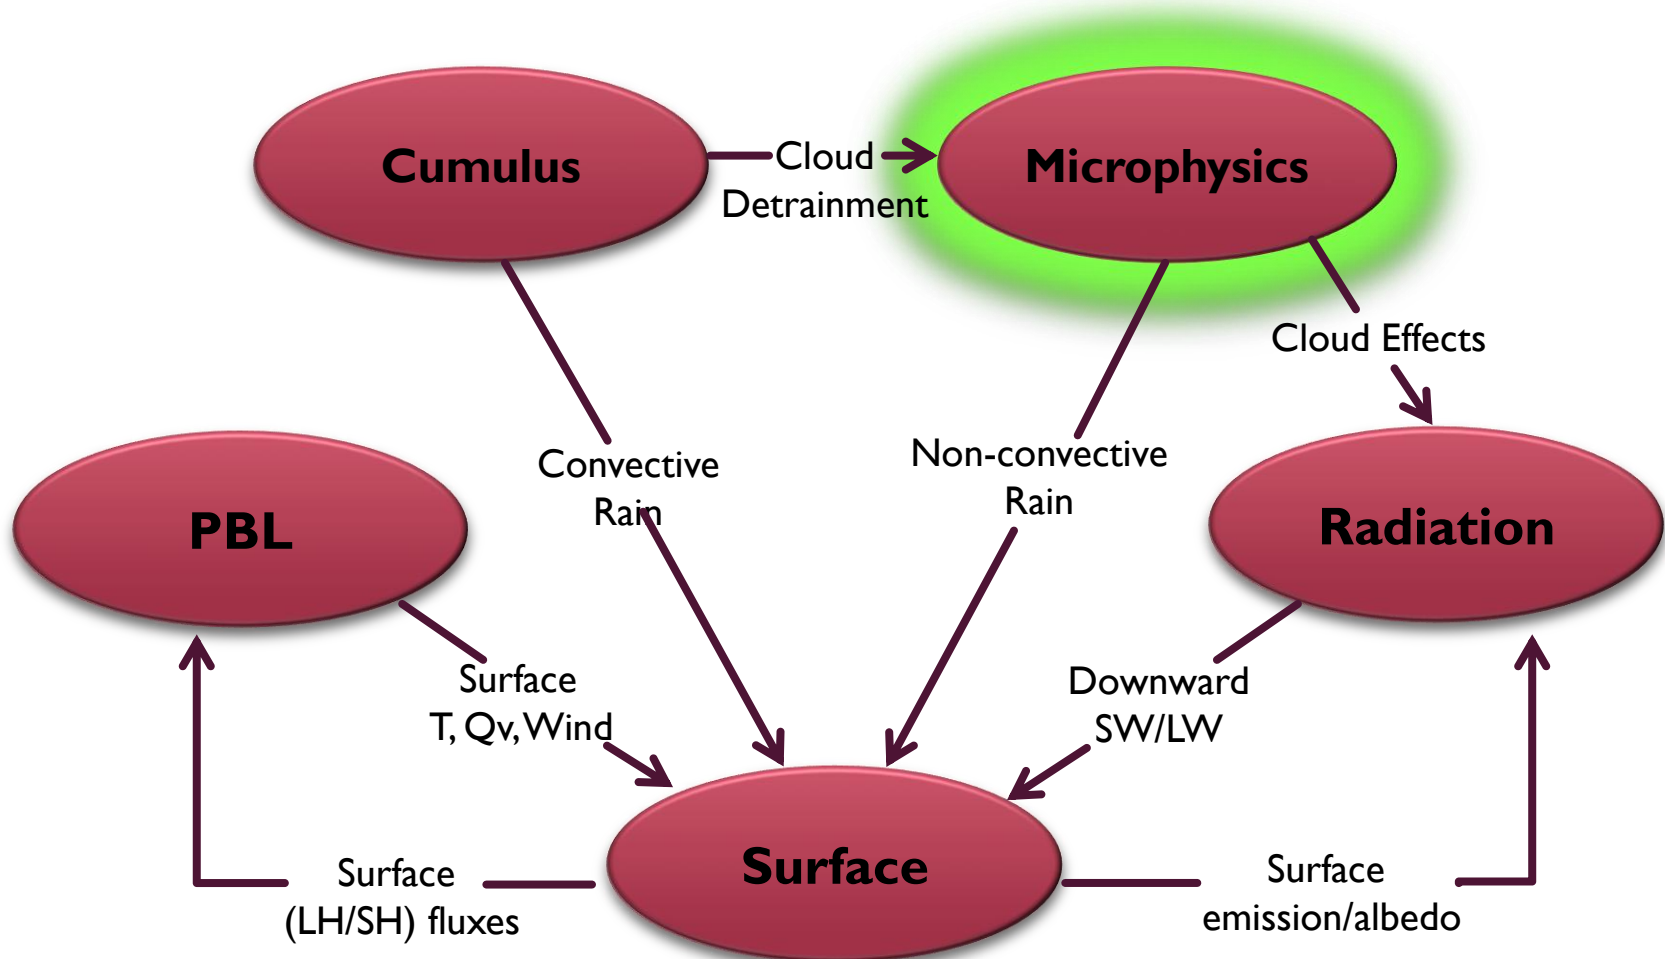 Cumulus
Cloud
Detrainment
Microphysics
Cloud Effects
Convective
Rain
Non-convective
Rain
PBL
Radiation
Surface
T, Qv, Wind
Downward
SW/LW
Surface
Surface
(LH/SH) fluxes
Surface
emission/albedo